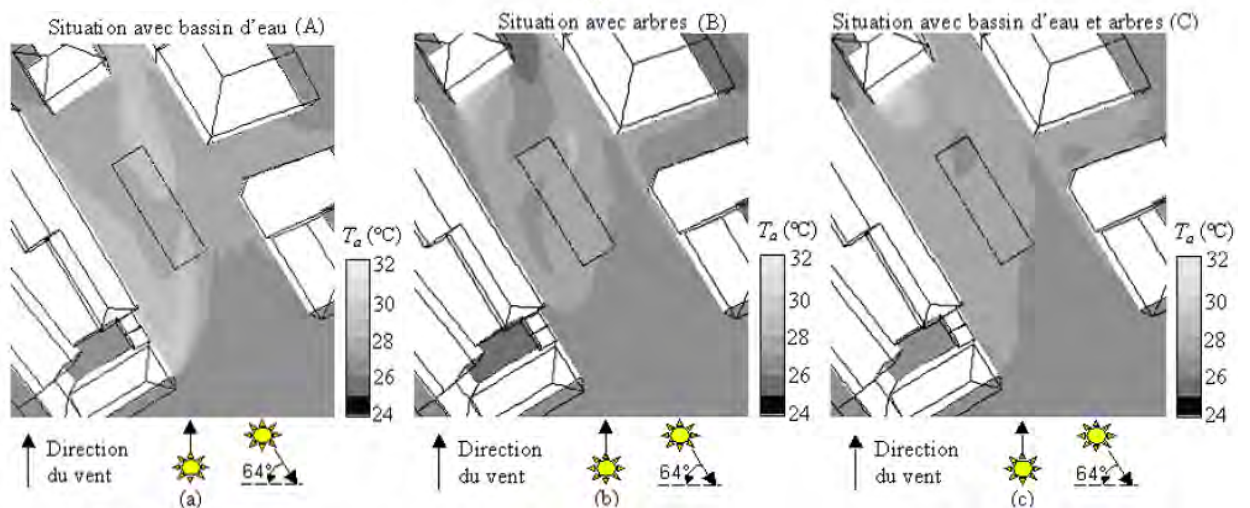 Situation avec bassin d'eau (A)
Situation avec arbres (B)
Situation avec bassin d'eau et arbres (C)
Ta (°C)
32
30
28
26
24
Ta (°C)
32
30
28
26
24
Ta (°C)
32
30
28
26
24
Direction
du vent
64°
(a)
Direction
du vent
64°
(b)
Direction
du vent
64°
(c)